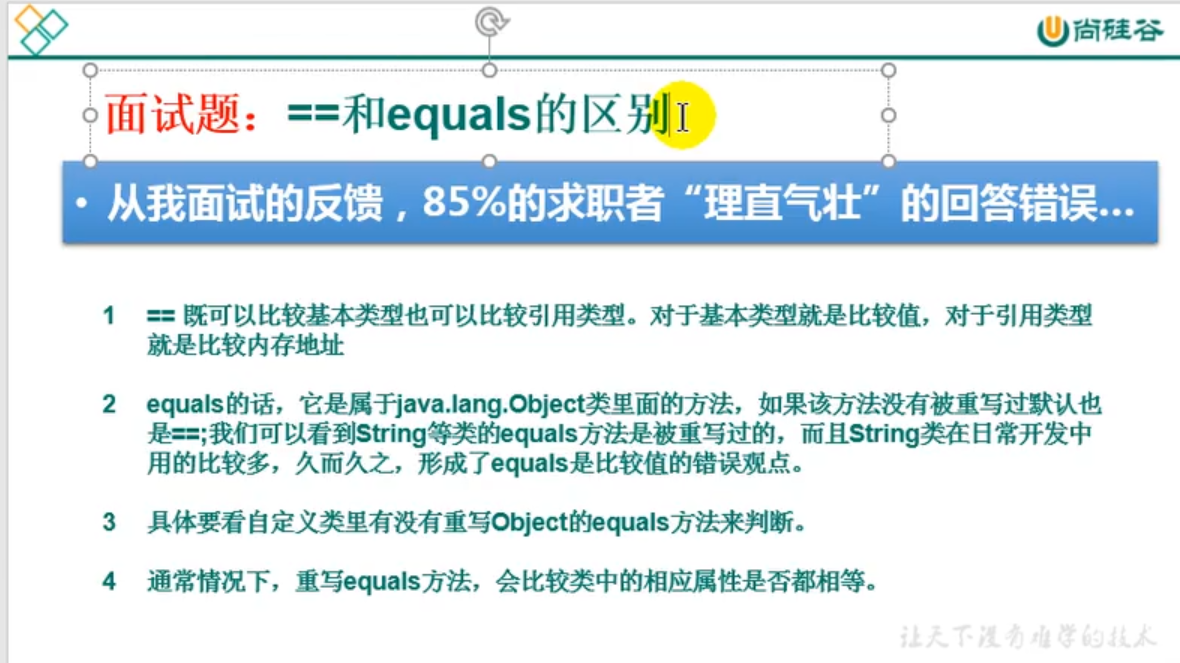 尚硅谷
面试题：==和equals的区别
• 从我面试的反馈，85%的求职者“理直气壮”的回答错误...
1 == 既可以比较基本类型也可以比较引用类型。对于基本类型就是比较值，对于引用类型
就是比较内存地址
2 equals的话，它是属于java.lang.Object类里面的方法，如果该方法没有被重写过默认也
是==;我们可以看到String等类的equals方法是被重写过的，而且String类在日常开发中
用的比较多，久而久之，形成了equals是比较值的错误观点。
3 具体要看自定义类里有没有重写Object的equals方法来判断。
4 通常情况下，重写equals方法，会比较类中的相应属性是否都相等。
让天下没有难学的技术